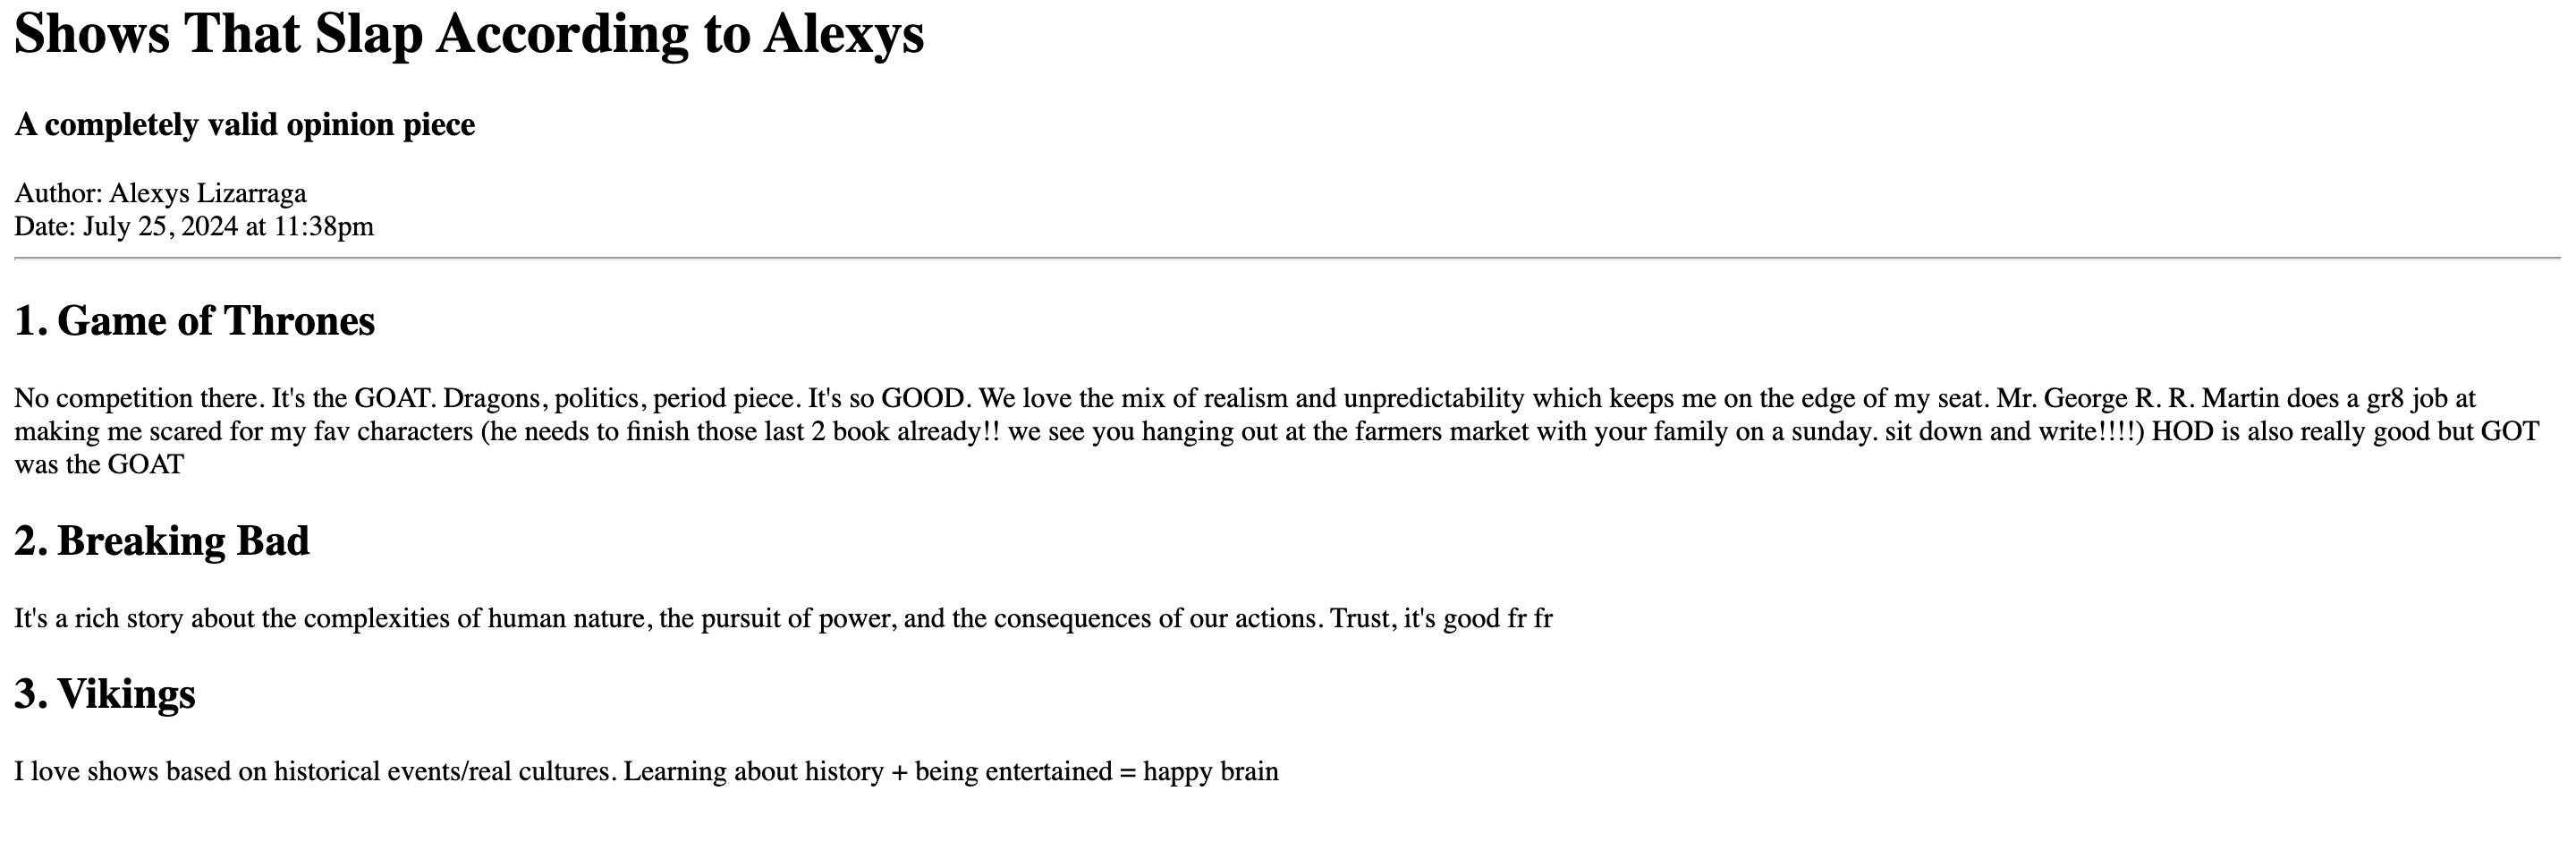 Shows That Slap According to Alexys
A completely valid opinion piece
Author: Alexys Lizarraga
Date: July 25, 2024 at 11:38pm
1. Game of Thrones
No competition there. It's the GOAT. Dragons, politics, period piece. It's so GOOD. We love the mix of realism and unpredictability which keeps me on the edge of my seat. Mr. George R. R. Martin does a gr8 job at
making me scared for my fav characters (he needs to finish those last 2 book already!! we see you hanging out at the farmers market with your family on a sunday. sit down and write!!!!) HOD is also really good but GOT
was the GOAT
2. Breaking Bad
It's a rich story about the complexities of human nature, the pursuit of power, and the consequences of our actions. Trust, it's good fr fr
3. Vikings
I love shows based on historical events/real cultures. Learning about history + being entertained = happy brain